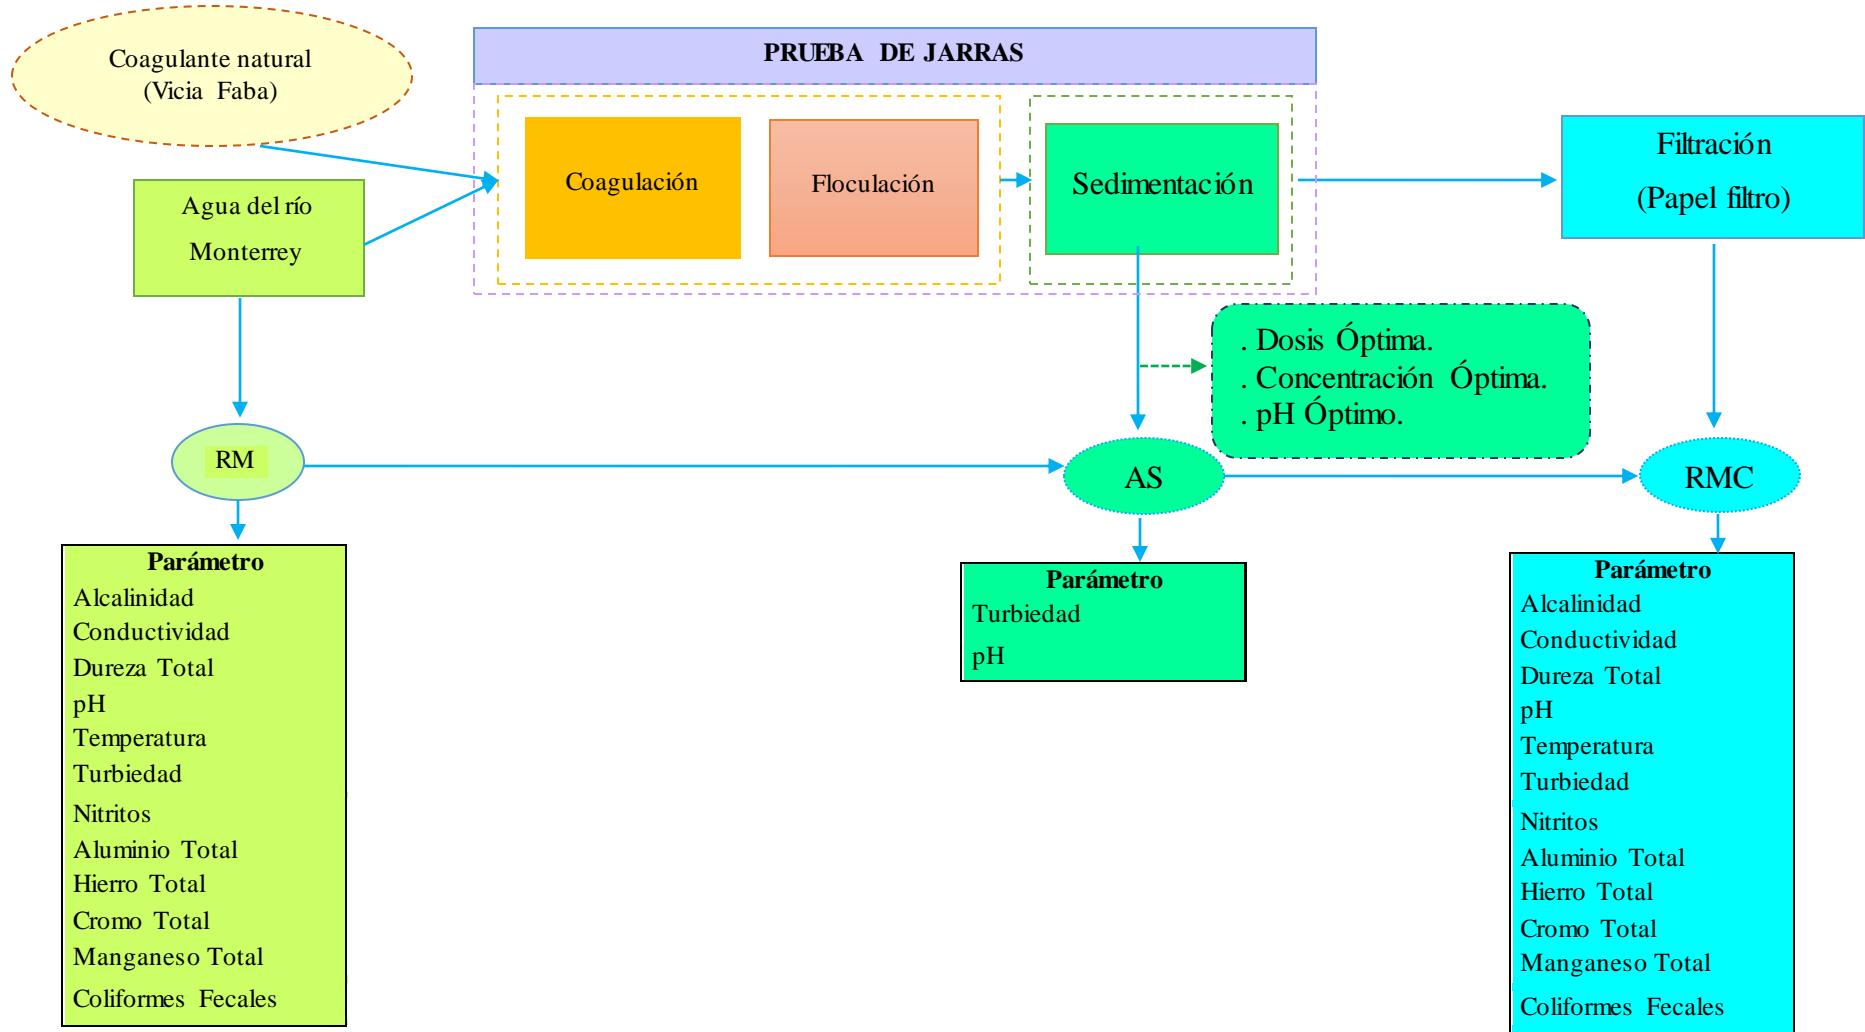 Coagulante natural
(Vicia Faba)
PRUEBA DE JARRAS
Agua del río
Monterrey
Coagulación
Floculación
Sedimentación
Filtración
(Papel filtro)
. Dosis Óptima.
. Concentración Óptima.
. pH Óptimo.
RM
AS
RMC
Parámetro
Alcalinidad
Conductividad
Dureza Total
pH
Temperatura
Turbiedad
Nitritos
Aluminio Total
Hierro Total
Cromo Total
Manganeso Total
Coliformes Fecales
Parámetro
Turbiedad
pH
Parámetro
Alcalinidad
Conductividad
Dureza Total
pH
Temperatura
Turbiedad
Nitritos
Aluminio Total
Hierro Total
Cromo Total
Manganeso Total
Coliformes Fecales